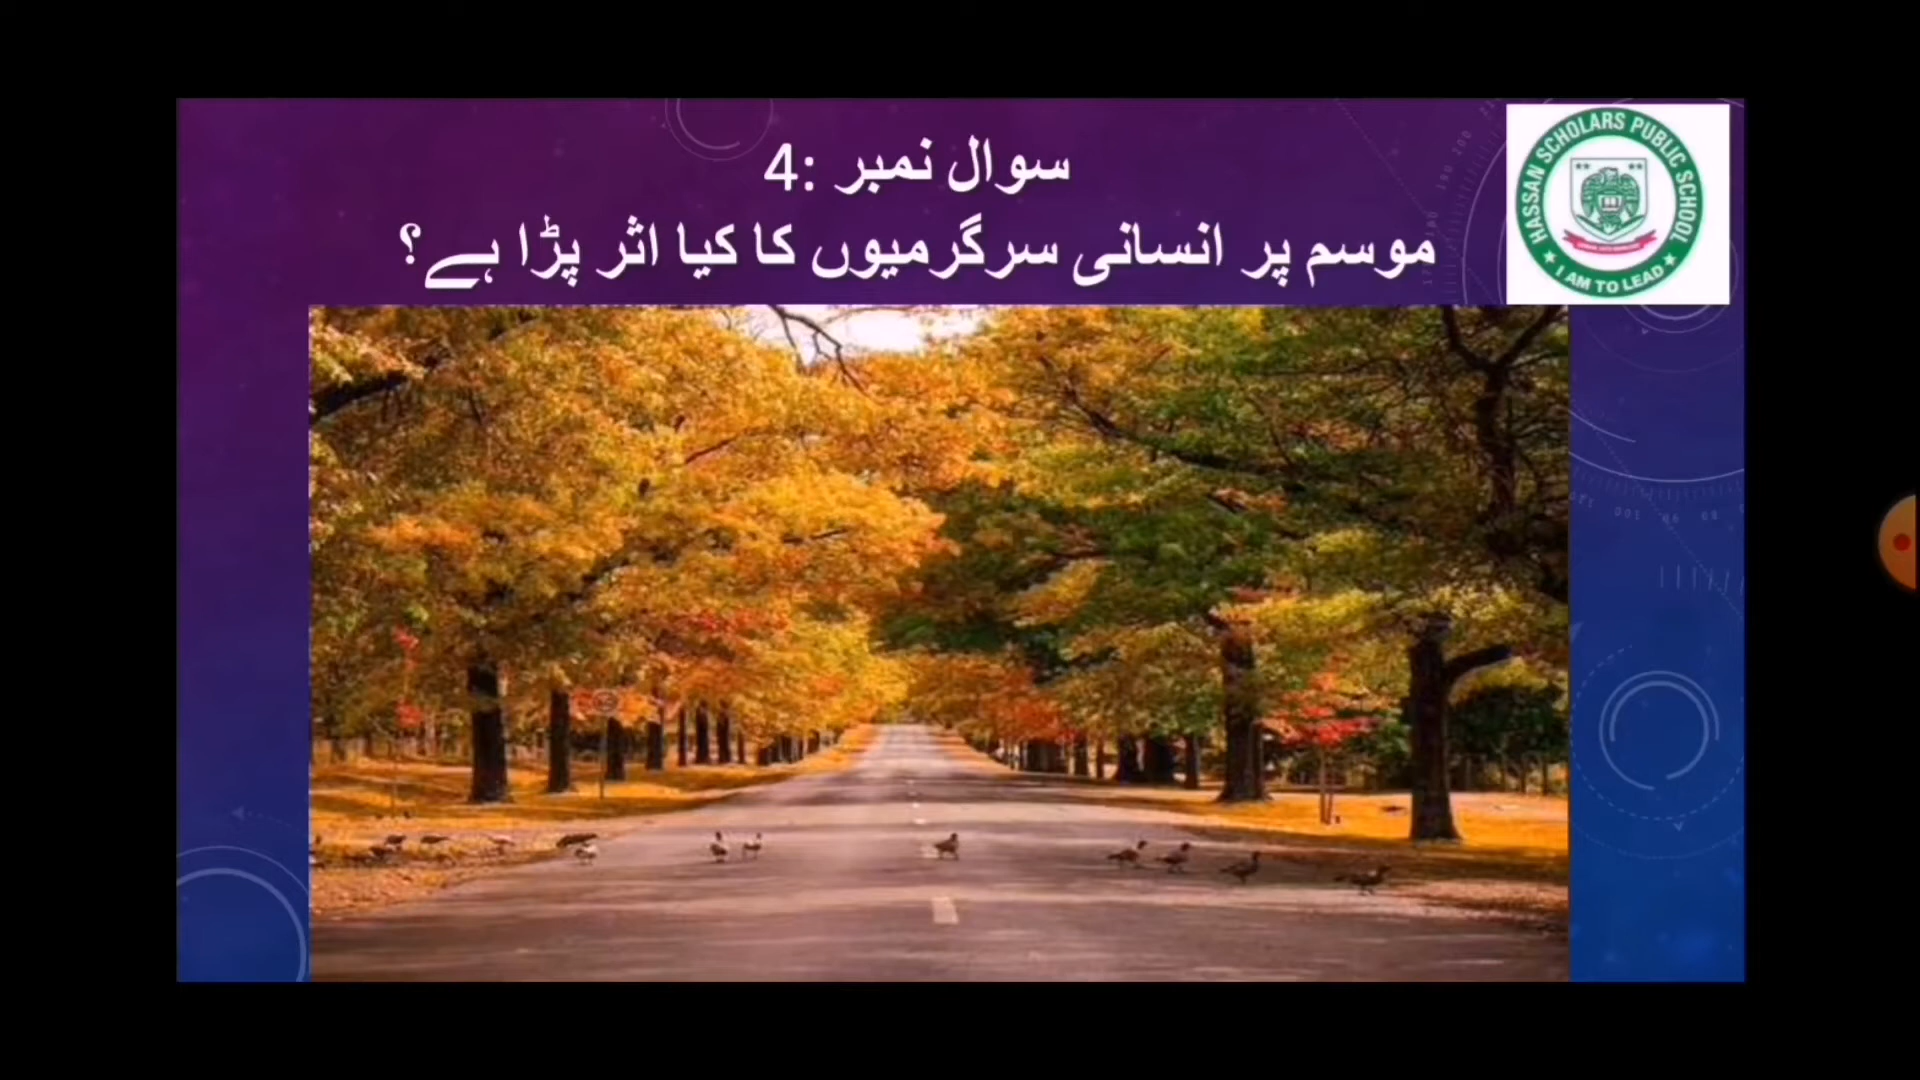 سوال نمبر :4
موسم پر انسانی سرگرمیوں کا کیا اثر پڑا ہے؟
HASSAN SCHOLARS PUBLIC SCHOOL
I AM TO LEAD